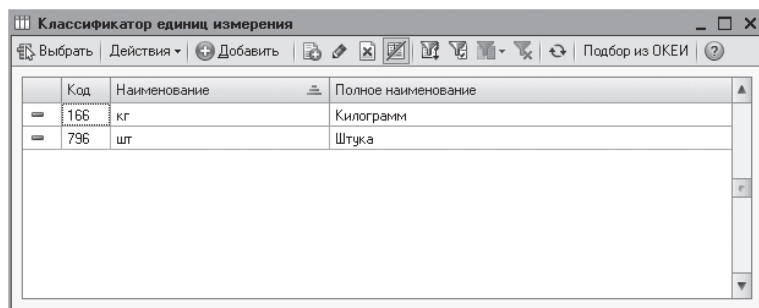 Классификатор единиц измерения
Выбрать Действия Добавить Подбор из ОКЕИ ?
Код Наименование Полное наименование
166 кг Килограмм
796 шт Штука